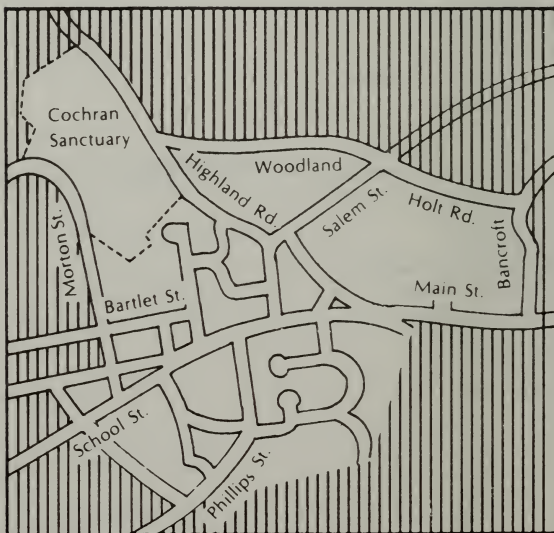 Cochran
Sanctuary
Woodland
Highland Rd.
Salem St.
Holt Rd.
Bancroft
Morton St.
Bartlet St.
Main St.
School St.
Phillips St.